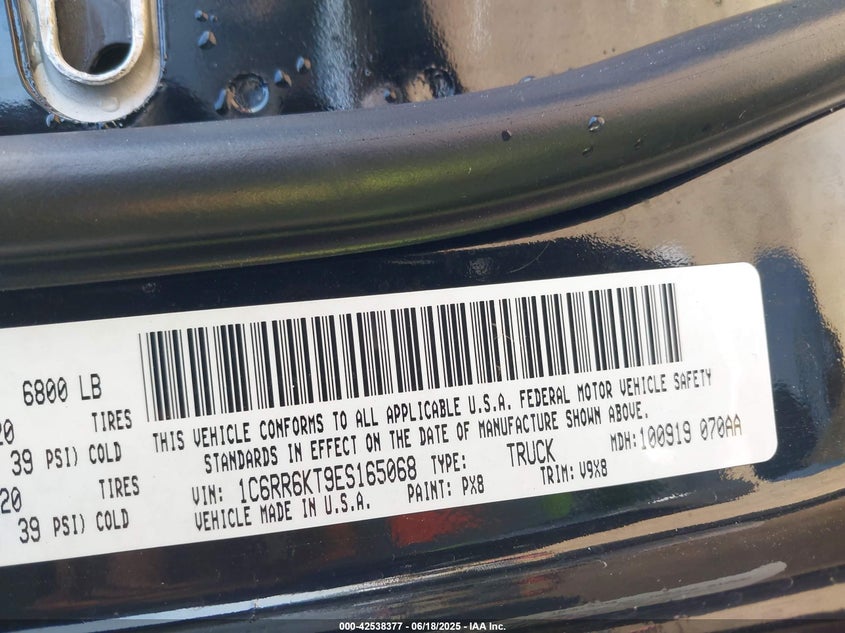 6800 LB
20 TIRES
39 PSI) COLD
20 TIRES
39 PSI) COLD
THIS VEHICLE CONFORMS TO ALL APPLICABLE U.S.A. FEDERAL MOTOR VEHICLE SAFETY
STANDARDS IN EFFECT ON THE DATE OF MANUFACTURE SHOWN ABOVE.
VIN: 1C6RR6KT9ES165068 TYPE: TRUCK MDH:100919 070AA
VEHICLE MADE IN U.S.A. PAINT: PX8 TRIM: V9X8
000-42538377 - 06/18/2025 - IAA Inc.